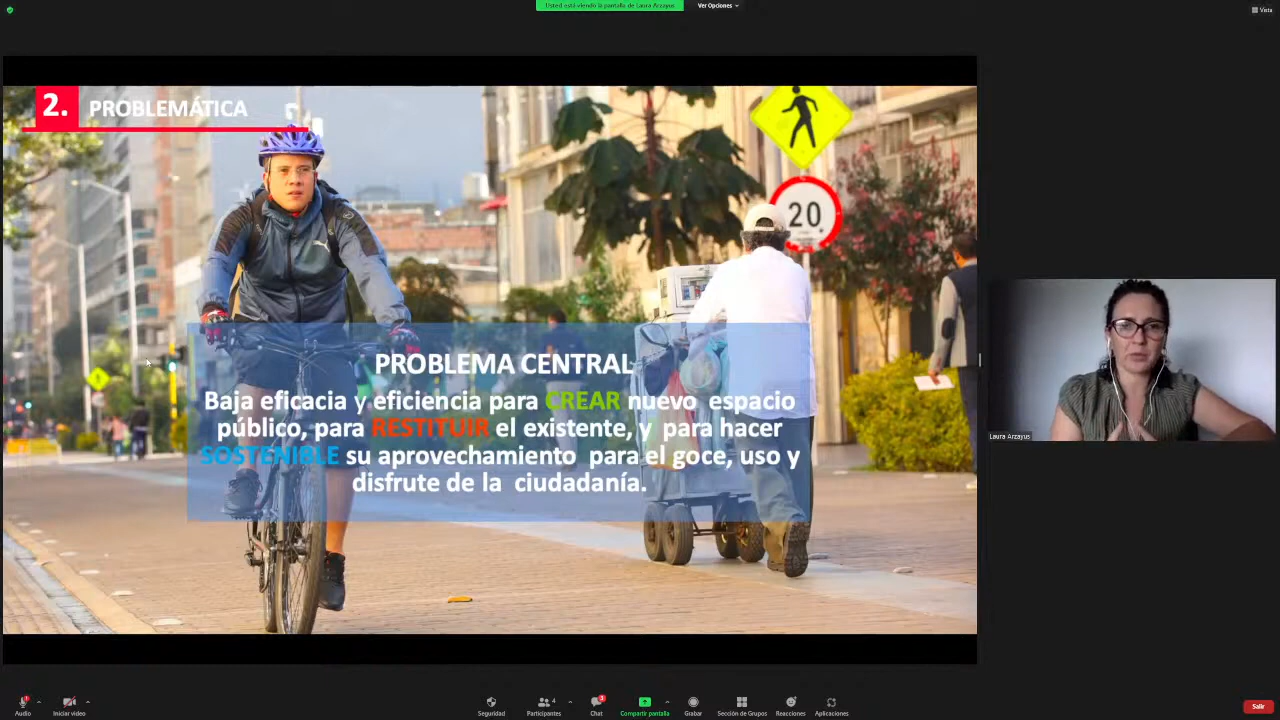 Usted está viendo la pantalla de Laura Arzayus
Ver Opciones
Vista
2. PROBLEMÁTICA
20
PROBLEMA CENTRAL
Baja eficacia y eficiencia para CREAR nuevo espacio
público, para RESTITUIR el existente, y para hacer
SOSTENIBLE su aprovechamiento para el goce, uso y
disfrute de la ciudadanía.
Laura Arzayus
Audio
Iniciar video
Seguridad
4
Participantes
3
Chat
Compartir pantalla
Grabar
Sección de Grupos
Reacciones
Aplicaciones
Salir